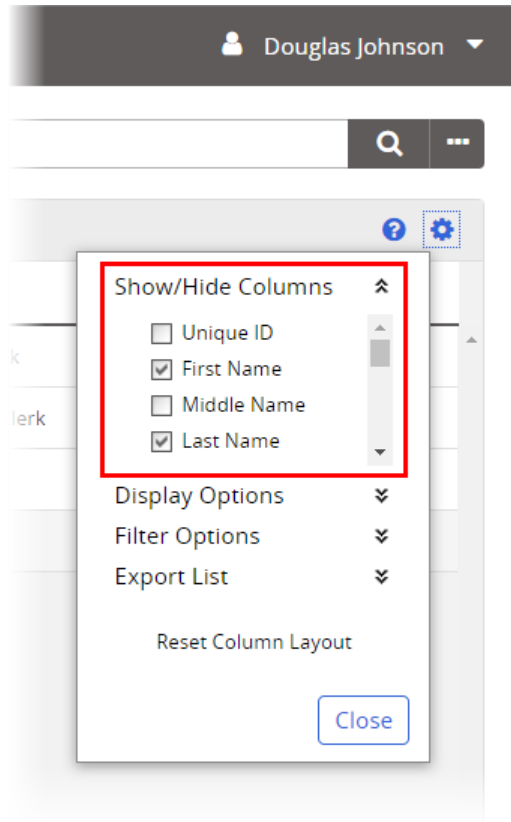 Douglas Johnson
Show/Hide Columns
Unique ID
First Name
k
Middle Name
lerk
Last Name
Display Options
Filter Options
Export List
Reset Column Layout
Close